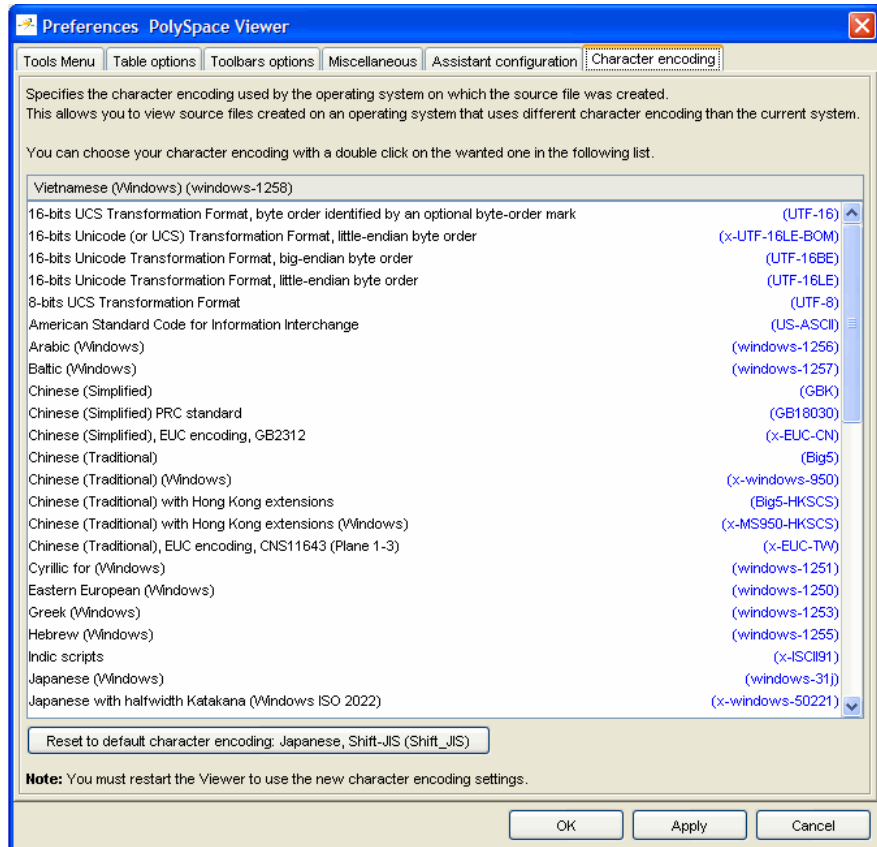 Preferences PolySpace Viewer
Tools Menu Table options Toolbars options Miscellaneous Assistant configuration Character encoding
Specifies the character encoding used by the operating system on which the source file was created.
This allows you to view source files created on an operating system that uses different character encoding than the current system.
You can choose your character encoding with a double click on the wanted one in the following list.
Vietnamese (Windows) (windows-1258)
16-bits UCS Transformation Format, byte order identified by an optional byte-order mark (UTF-16)
16-bits Unicode (or UCS) Transformation Format, little-endian byte order (x-UTF-16LE-BOM)
16-bits Unicode Transformation Format, big-endian byte order (UTF-16BE)
16-bits Unicode Transformation Format, little-endian byte order (UTF-16LE)
8-bits UCS Transformation Format (UTF-8)
American Standard Code for Information Interchange (US-ASCII)
Arabic (Windows) (windows-1256)
Baltic (Windows) (windows-1257)
Chinese (Simplified) (GBK)
Chinese (Simplified) PRC standard (GB18030)
Chinese (Simplified), EUC encoding, GB2312 (x-EUC-CN)
Chinese (Traditional) (Big5)
Chinese (Traditional) (Windows) (x-windows-950)
Chinese (Traditional) with Hong Kong extensions (Big5-HKSCS)
Chinese (Traditional) with Hong Kong extensions (Windows) (x-MS950-HKSCS)
Chinese (Traditional), EUC encoding, CNS11643 (Plane 1-3) (x-EUC-TW)
Cyrillic for (Windows) (windows-1251)
Eastern European (Windows) (windows-1250)
Greek (Windows) (windows-1253)
Hebrew (Windows) (windows-1255)
Indic scripts (x-ISCII91)
Japanese (Windows) (windows-31j)
Japanese with halfwidth Katakana (Windows ISO 2022) (x-windows-50221)
Reset to default character encoding: Japanese, Shift-JIS (Shift_JIS)
Note: You must restart the Viewer to use the new character encoding settings.
OK Apply Cancel